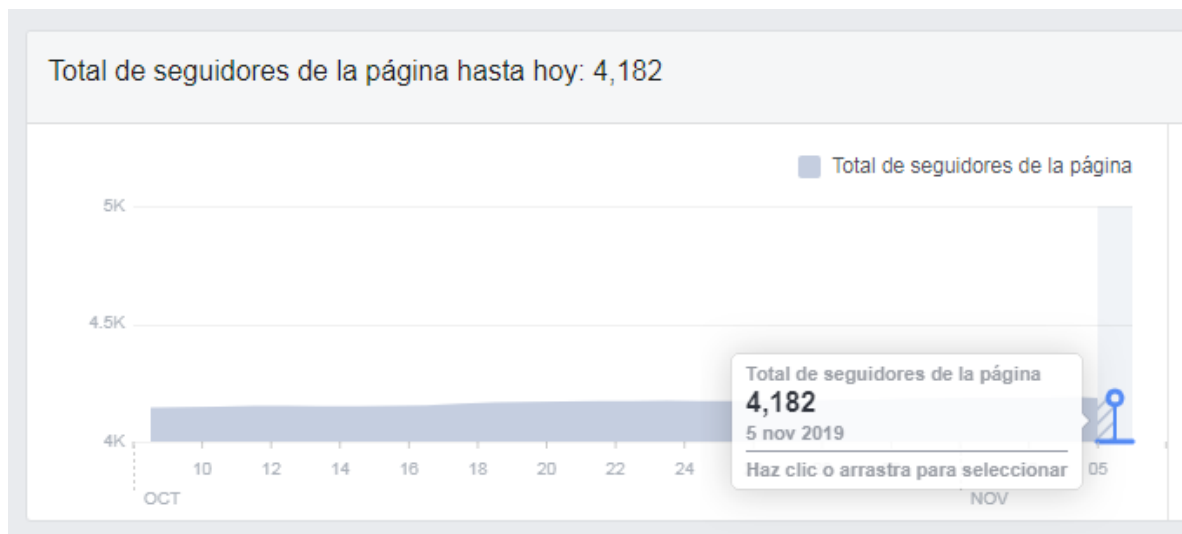 Total de seguidores de la página hasta hoy: 4,182
Total de seguidores de la página
5K
4.5K
4K
Total de seguidores de la página
4,182
5 nov 2019
Haz clic o arrastra para seleccionar
10 12 14 16 18 20 22 24 05
OCT NOV